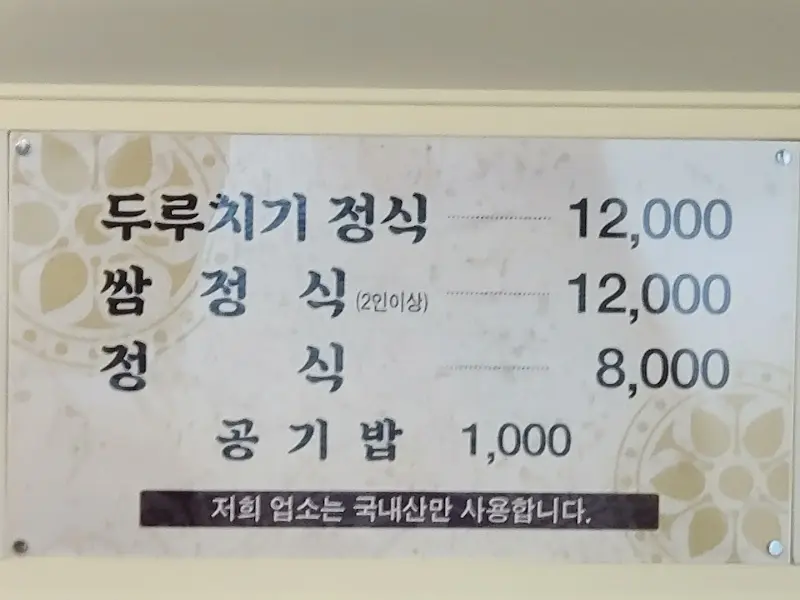 두루치기 정식 12,000
쌈 정 식 (2인이상) 12,000
정 식 8,000
공 기 밥 1,000
저희 업소는 국내산만 사용합니다.